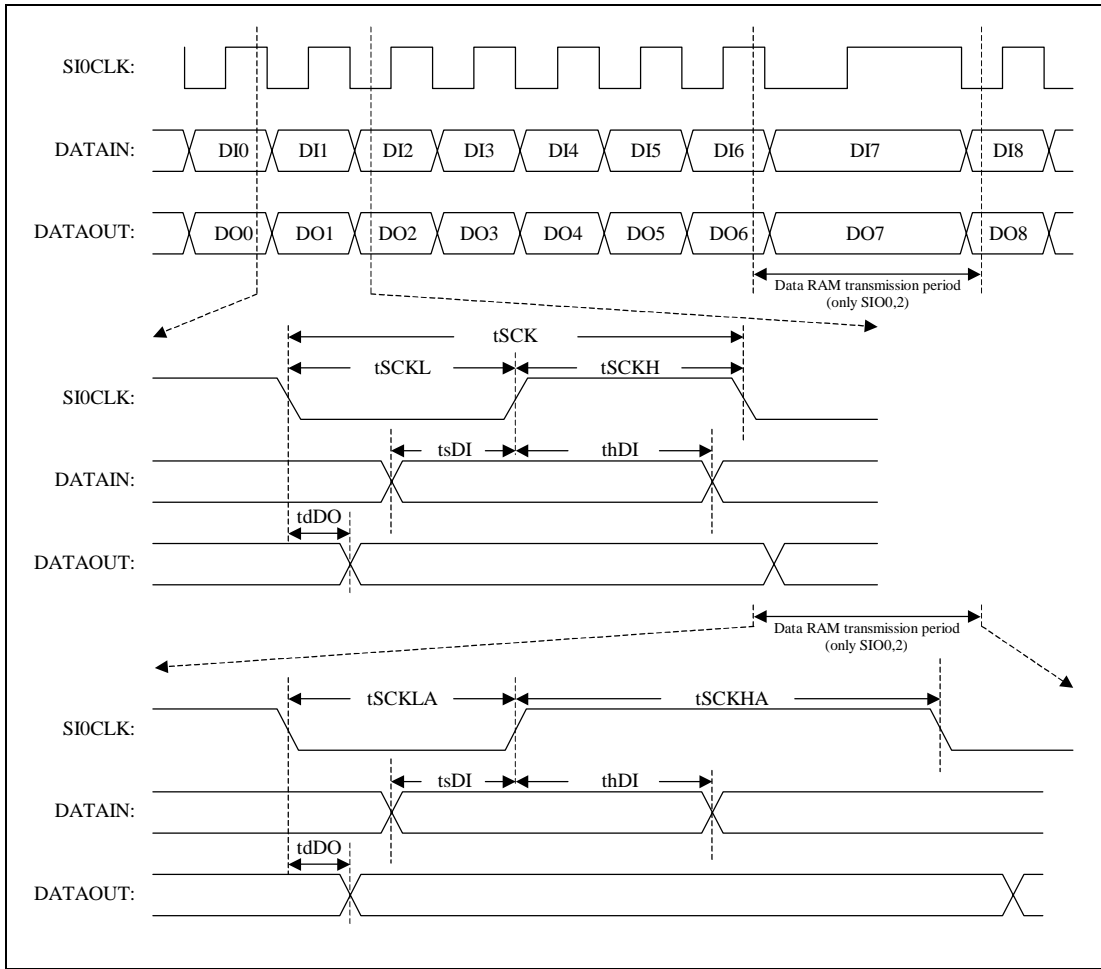 SI0CLK:
DATAIN: DI0 DI1 DI2 DI3 DI4 DI5 DI6 DI7 DI8
DATAOUT: DO0 DO1 DO2 DO3 DO4 DO5 DO6 DO7 DO8
Data RAM transmission period
(only SIO0,2)
tSCK
tSCKL tSCKH
SI0CLK:
tsDI thDI
DATAIN:
tdDO
DATAOUT:
Data RAM transmission period
(only SIO0,2)
tSCKLA tSCKHA
SI0CLK:
tsDI thDI
DATAIN:
tdDO
DATAOUT: